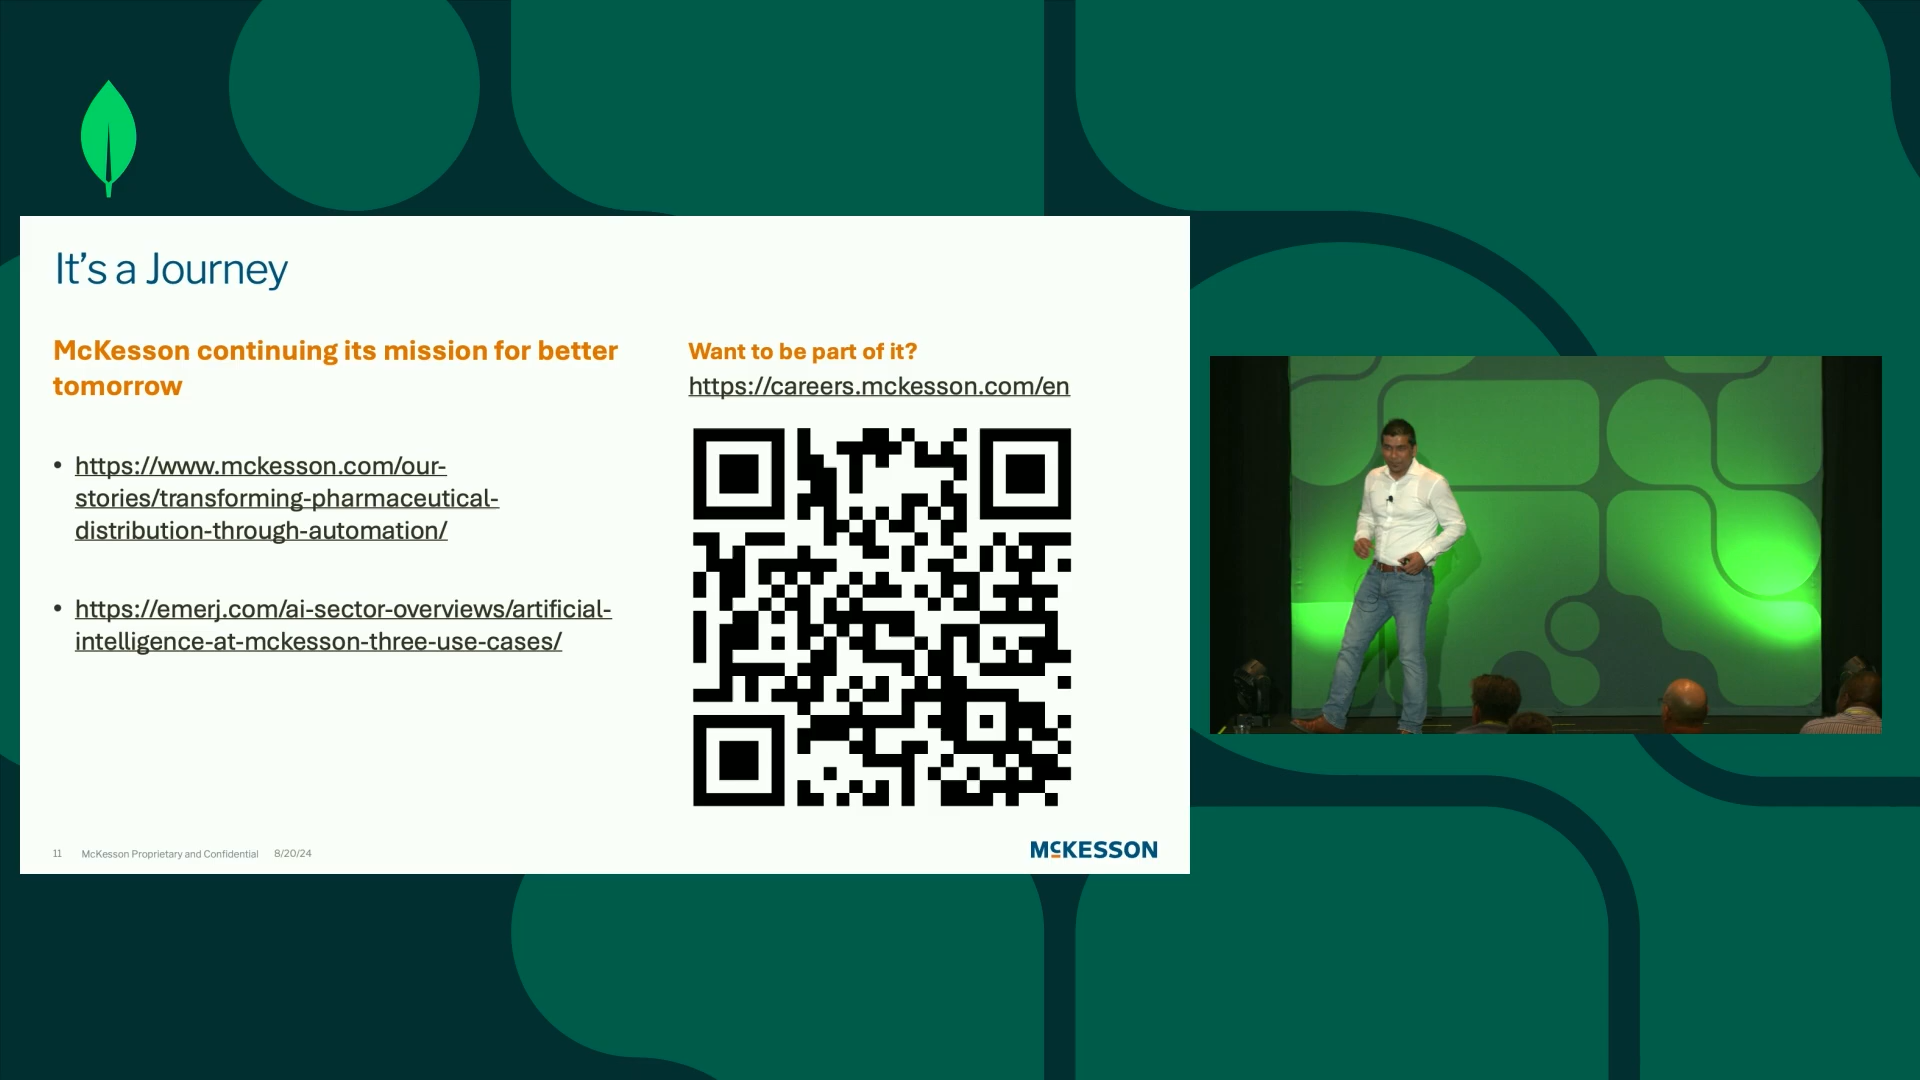 It's a Journey
McKesson continuing its mission for better
tomorrow
• https://www.mckesson.com/our-
stories/transforming-pharmaceutical-
distribution-through-automation/
• https://emerj.com/ai-sector-overviews/artificial-
intelligence-at-mckesson-three-use-cases/
Want to be part of it?
https://careers.mckesson.com/en
11 McKesson Proprietary and Confidential 8/20/24
MCKESSON